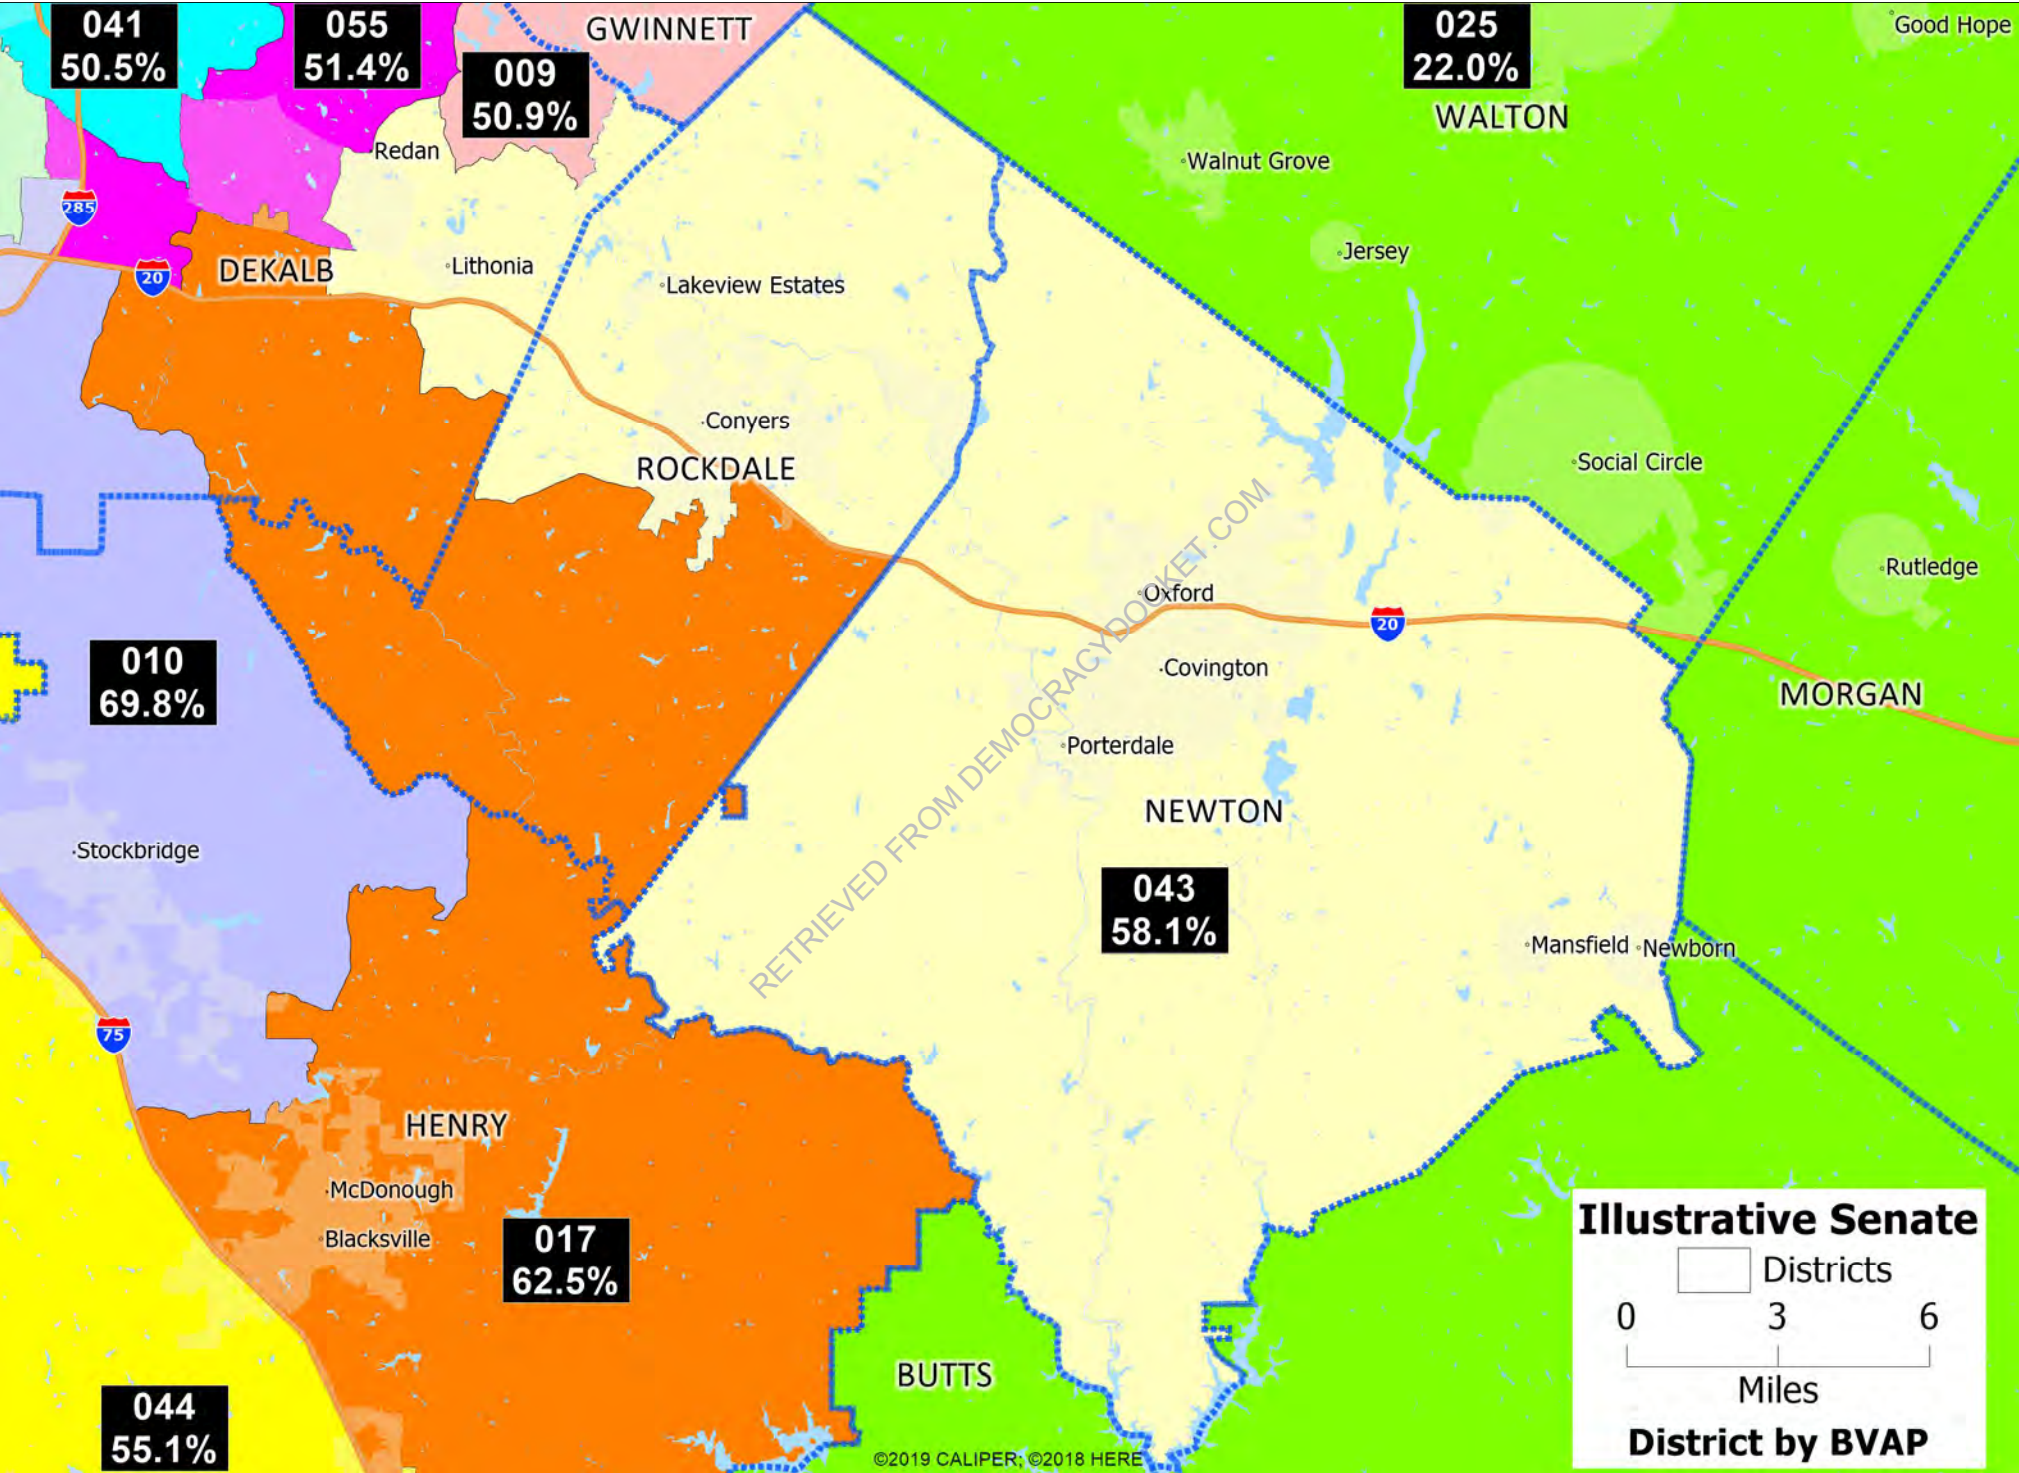 041
50.5%
055
51.4%
GWINNETT
009
50.9%
025
22.0%
Good Hope
WALTON
Redan
Walnut Grove
285
Jersey
20
DEKALB
Lithonia
Lakeview Estates
Conyers
ROCKDALE
Social Circle
Rutledge
Oxford
20
010
69.8%
Covington
MORGAN
Porterdale
NEWTON
RETRIEVED FROM DEMOCRACYDOCKET.COM
Stockbridge
043
58.1%
Mansfield
Newborn
75
HENRY
McDonough
Blacksville
017
62.5%
BUTTS
044
55.1%
Illustrative Senate
Districts
0 3 6
Miles
District by BVAP
©2019 CALIPER; ©2018 HERE